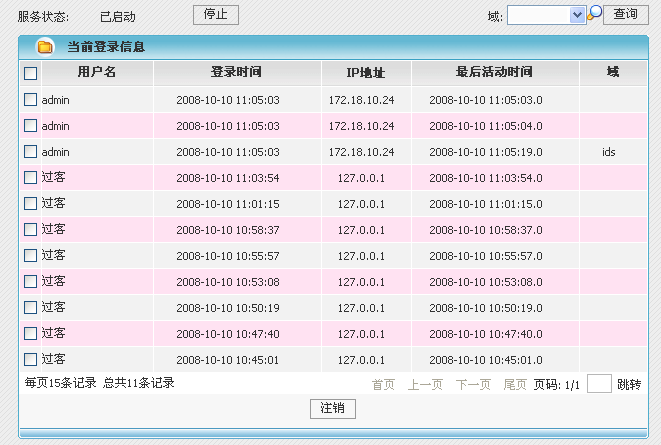 服务状态: 已启动 停止 域: 查询
当前登录信息
用户名 登录时间 IP地址 最后活动时间 域
admin 2008-10-10 11:05:03 172.18.10.24 2008-10-10 11:05:03.0
admin 2008-10-10 11:05:03 172.18.10.24 2008-10-10 11:05:04.0
admin 2008-10-10 11:05:03 172.18.10.24 2008-10-10 11:05:19.0 ids
过客 2008-10-10 11:03:54 127.0.0.1 2008-10-10 11:03:54.0
过客 2008-10-10 11:01:15 127.0.0.1 2008-10-10 11:01:15.0
过客 2008-10-10 10:58:37 127.0.0.1 2008-10-10 10:58:37.0
过客 2008-10-10 10:55:57 127.0.0.1 2008-10-10 10:55:57.0
过客 2008-10-10 10:53:08 127.0.0.1 2008-10-10 10:53:08.0
过客 2008-10-10 10:50:19 127.0.0.1 2008-10-10 10:50:19.0
过客 2008-10-10 10:47:40 127.0.0.1 2008-10-10 10:47:40.0
过客 2008-10-10 10:45:01 127.0.0.1 2008-10-10 10:45:01.0
每页15条记录 总共11条记录 首页 上一页 下一页 尾页 页码: 1/1 跳转
注销